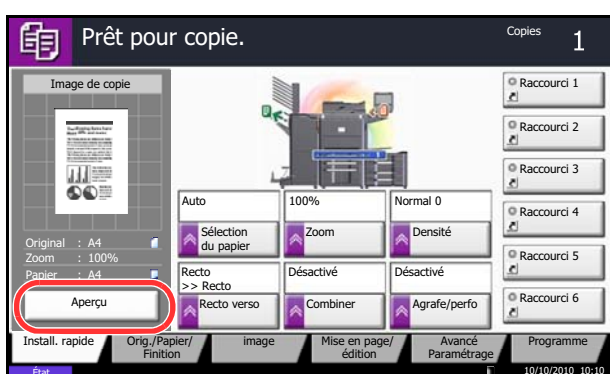 Prêt pour copie.
Copies
1
Image de copie
Original : A4
Zoom : 100%
Papier : A4
Aperçu
Auto
Sélection
du papier
100%
Zoom
Normal 0
Densité
Recto
>> Recto
Recto verso
Désactivé
Combiner
Désactivé
Agrafe/perfo
Raccourci 1
Raccourci 2
Raccourci 3
Raccourci 4
Raccourci 5
Raccourci 6
Install. rapide
Orig./Papier/
Finition
image
Mise en page/
édition
Avancé
Paramétrage
Programme
État
10/10/2010 10:10